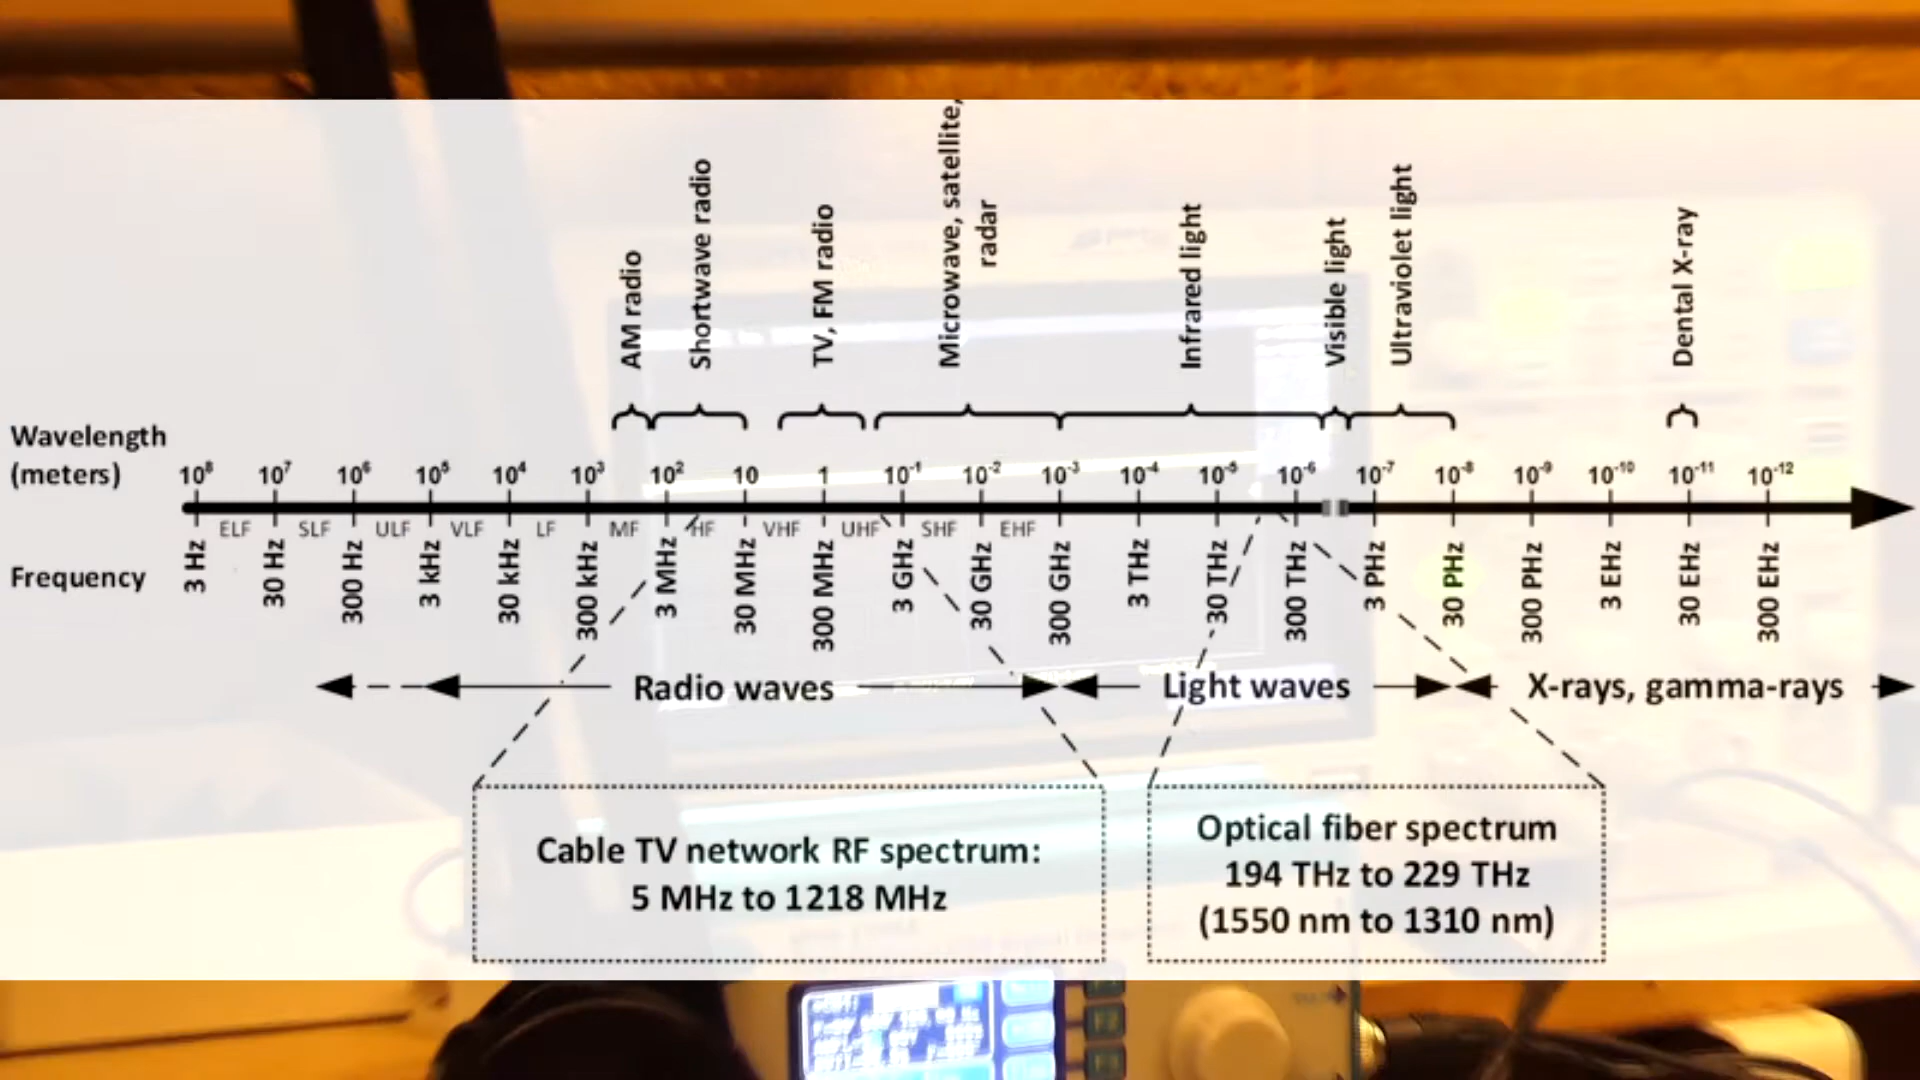 AM radio
Shortwave radio
TV, FM radio
Microwave, satellite,
radar
Infrared light
Visible light
Ultraviolet light
Dental X-ray
Wavelength
(meters)
10⁸ 10⁷ 10⁶ 10⁵ 10⁴ 10³ 10² 10 1 10⁻¹ 10⁻² 10⁻³ 10⁻⁴ 10⁻⁵ 10⁻⁶ 10⁻⁷ 10⁻⁸ 10⁻⁹ 10⁻¹⁰ 10⁻¹¹ 10⁻¹²
ELF SLF ULF VLF LF MF HF VHF UHF SHF EHF
Frequency
3 Hz 30 Hz 300 Hz 3 kHz 30 kHz 300 kHz 3 MHz 30 MHz 300 MHz 3 GHz 30 GHz 300 GHz 3 THz 30 THz 300 THz 3 PHz 30 PHz 300 PHz 3 EHz 30 EHz 300 EHz
Radio waves Light waves X-rays, gamma-rays
Cable TV network RF spectrum:
5 MHz to 1218 MHz
Optical fiber spectrum
194 THz to 229 THz
(1550 nm to 1310 nm)